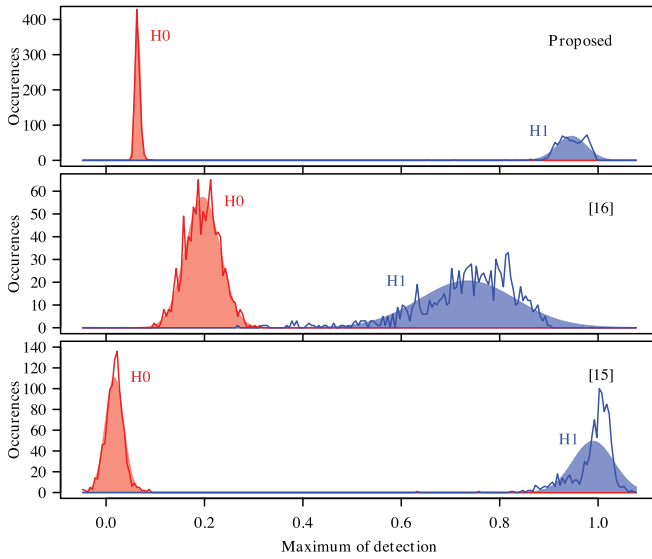 400
300
200
100
0
Occurences
H0
H1
Proposed
60
50
40
30
20
10
0
Occurences
H0
H1
[16]
140
120
100
80
60
40
20
0
Occurences
H0
H1
[15]
0.0 0.2 0.4 0.6 0.8 1.0
Maximum of detection